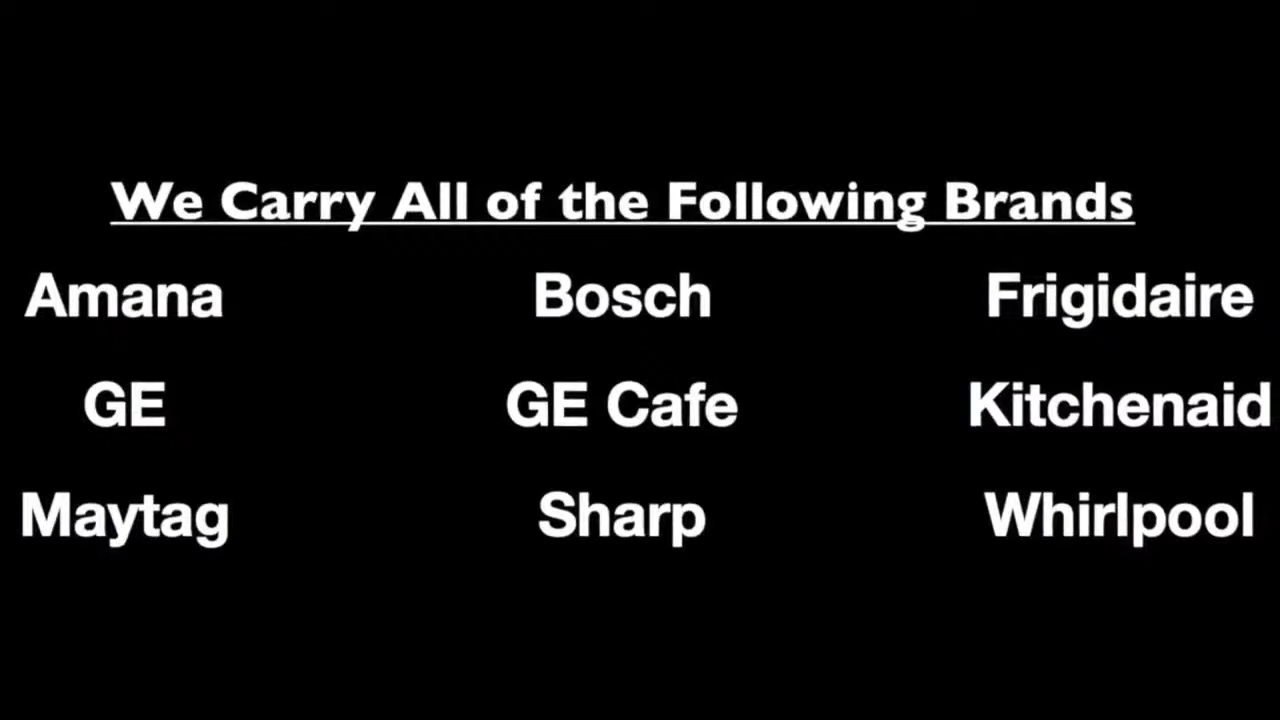 We Carry All of the Following Brands
Amana Bosch Frigidaire
GE GE Cafe Kitchenaid
Maytag Sharp Whirlpool